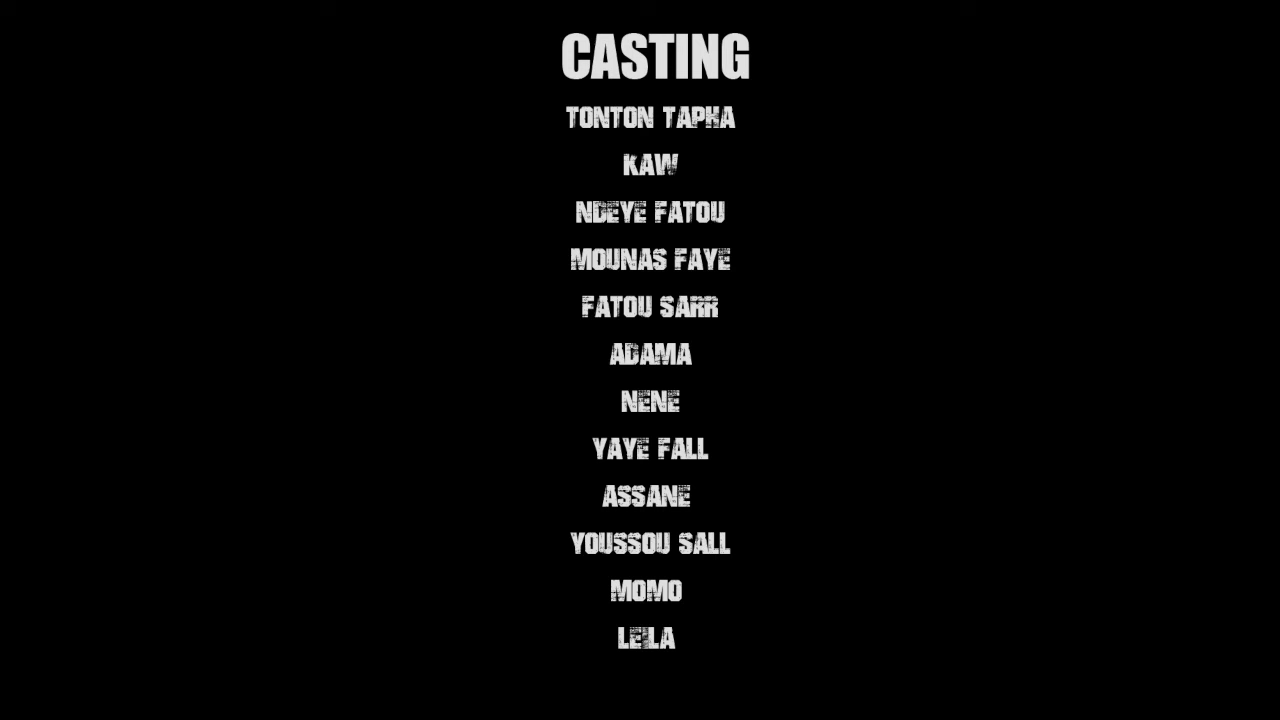 CASTING
TONTON TAPHA
KAW
NDEYE FATOU
MOUNAS FAYE
FATOU SARR
ADAMA
NENE
YAYE FALL
ASSANE
YOUSSOU SALL
MOMO
LEILA